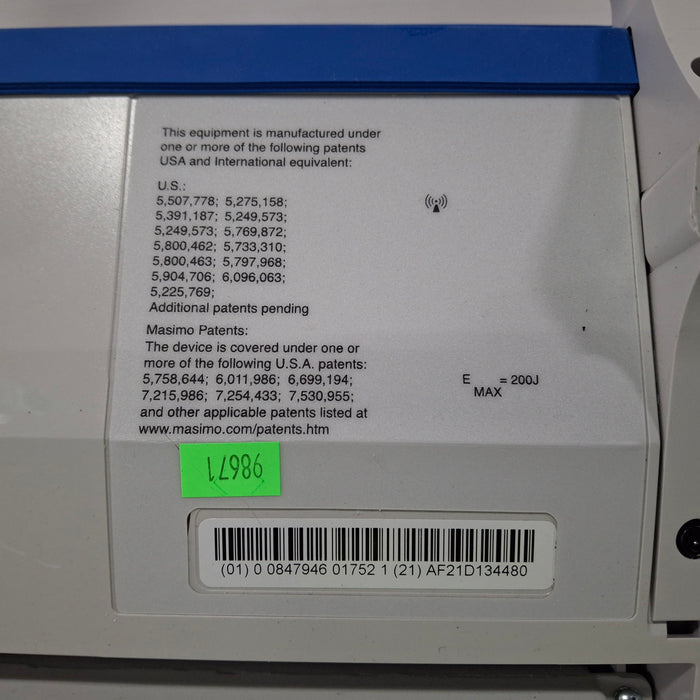 This equipment is manufactured under
one or more of the following patents
USA and International equivalent:
U.S.:
5,507,778; 5,275,158;
5,391,187; 5,249,573;
5,249,573; 5,769,872;
5,800,462; 5,733,310;
5,800,463; 5,797,968;
5,904,706; 6,096,063;
5,225,769;
Additional patents pending
Masimo Patents:
The device is covered under one or
more of the following U.S.A. patents:
5,758,644; 6,011,986; 6,699,194;
7,215,986; 7,254,433; 7,530,955;
and other applicable patents listed at
www.masimo.com/patents.htm
E MAX = 200J
98671
(01) 0 0847946 01752 1 (21) AF21D134480